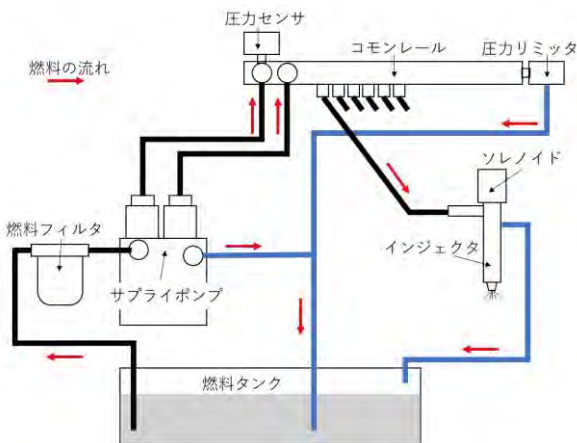 圧力センサ
コモンレール
圧力リミッタ
燃料の流れ
ソレノイド
燃料フィルタ
サプライポンプ
インジェクタ
燃料タンク